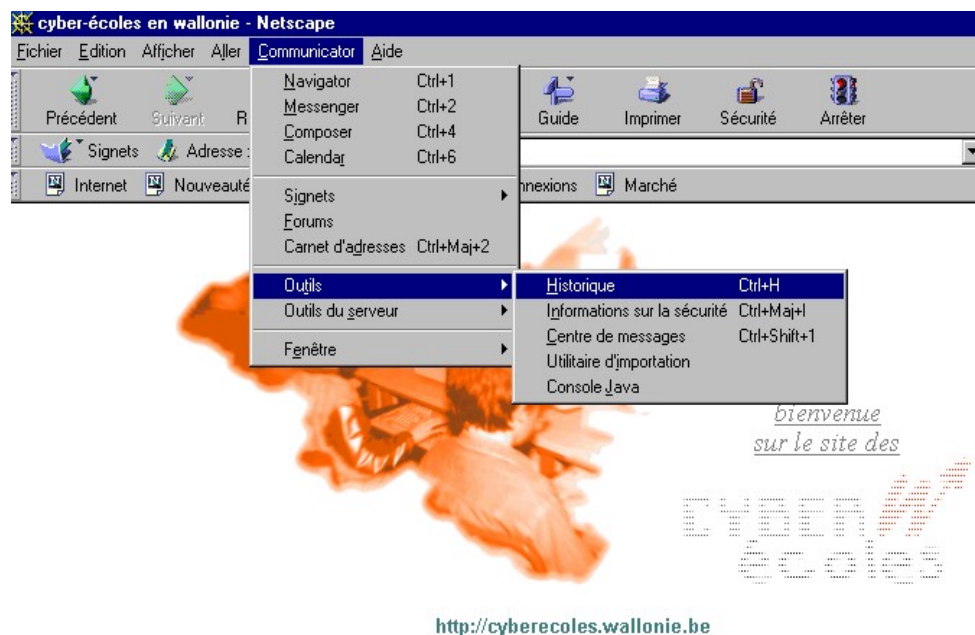 cyber-écoles en wallonie - Netscape
Fichier Edition Afficher Aller Communicator Aide
Précédent Suivant R Guide Imprimer Sécurité Arrêter
Signets Adresse :
Internet Nouveauté nnexions Marché
Navigator Ctrl+1
Messenger Ctrl+2
Composer Ctrl+4
Calendar Ctrl+6
Signets
Forums
Carnet d'adresses Ctrl+Maj+2
Outils
Outils du serveur
Fenêtre
Historique Ctrl+H
Informations sur la sécurité Ctrl+Maj+I
Centre de messages Ctrl+Shift+1
Utilitaire d'importation
Console Java
bienvenue
sur le site des
CYBER
écoles
http://cyberecoles.wallonie.be